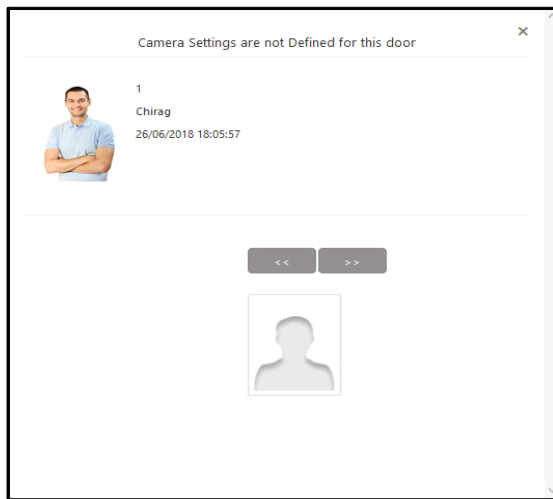 Camera Settings are not Defined for this door
1
Chirag
26/06/2018 18:05:57
<< >>